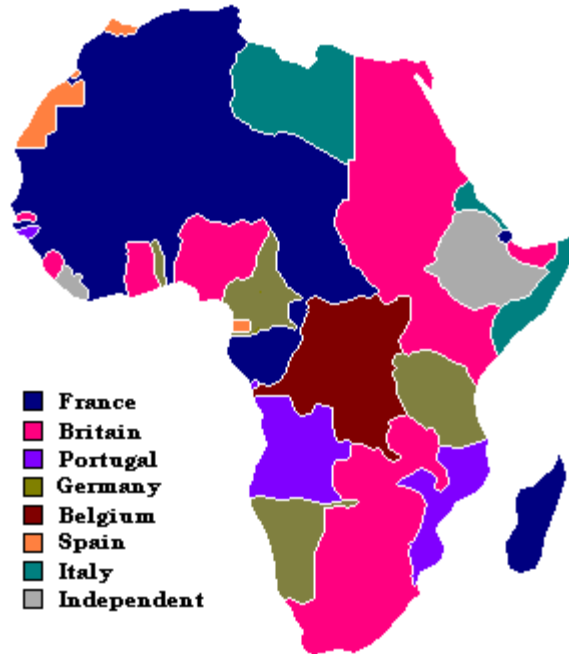 France
Britain
Portugal
Germany
Belgium
Spain
Italy
Independent